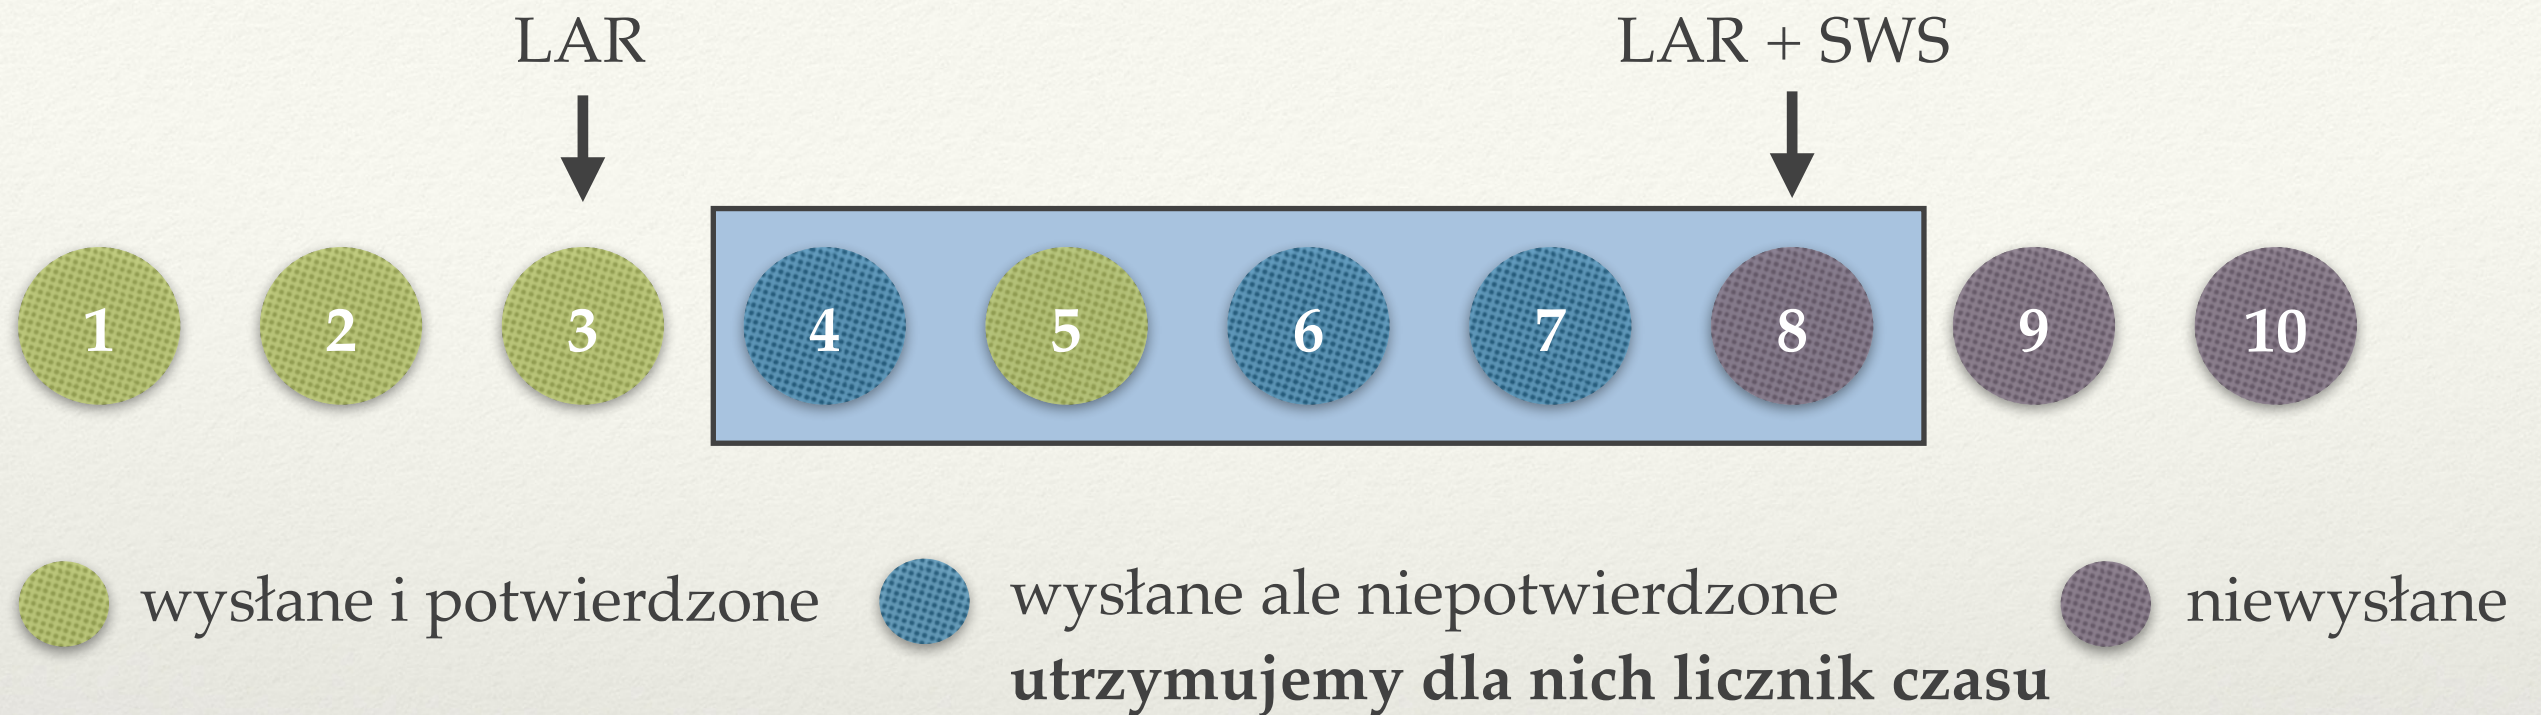 LAR
LAR + SWS
1 2 3 4 5 6 7 8 9 10
wysłane i potwierdzone
wysłane ale niepotwierdzone
utrzymujemy dla nich licznik czasu
niewysłane